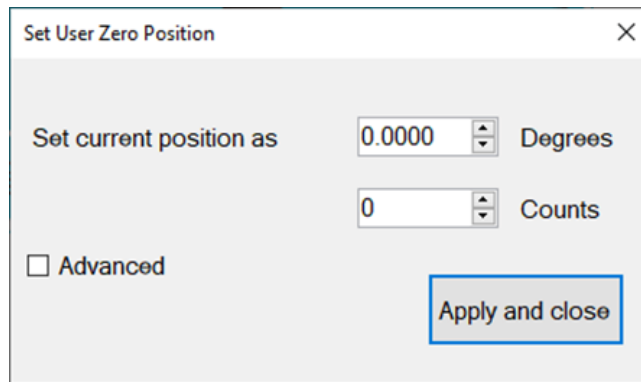 Set User Zero Position
Set current position as 0.0000 Degrees
0 Counts
Advanced
Apply and close